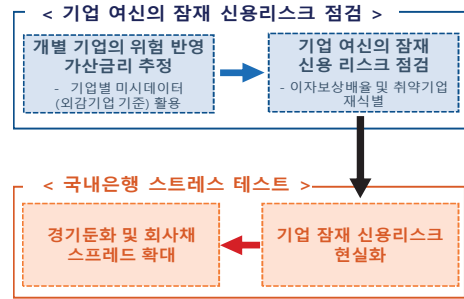 < 기업 여신의 잠재 신용리스크 점검 >
개별 기업의 위험 반영
가산금리 추정
- 기업별 미시데이터
(외감기업 기준) 활용
기업 여신의 잠재
신용 리스크 점검
- 이자보상배율 및 취약기업
재식별
< 국내은행 스트레스 테스트 >
경기둔화 및 회사채
스프레드 확대
기업 잠재 신용리스크
현실화